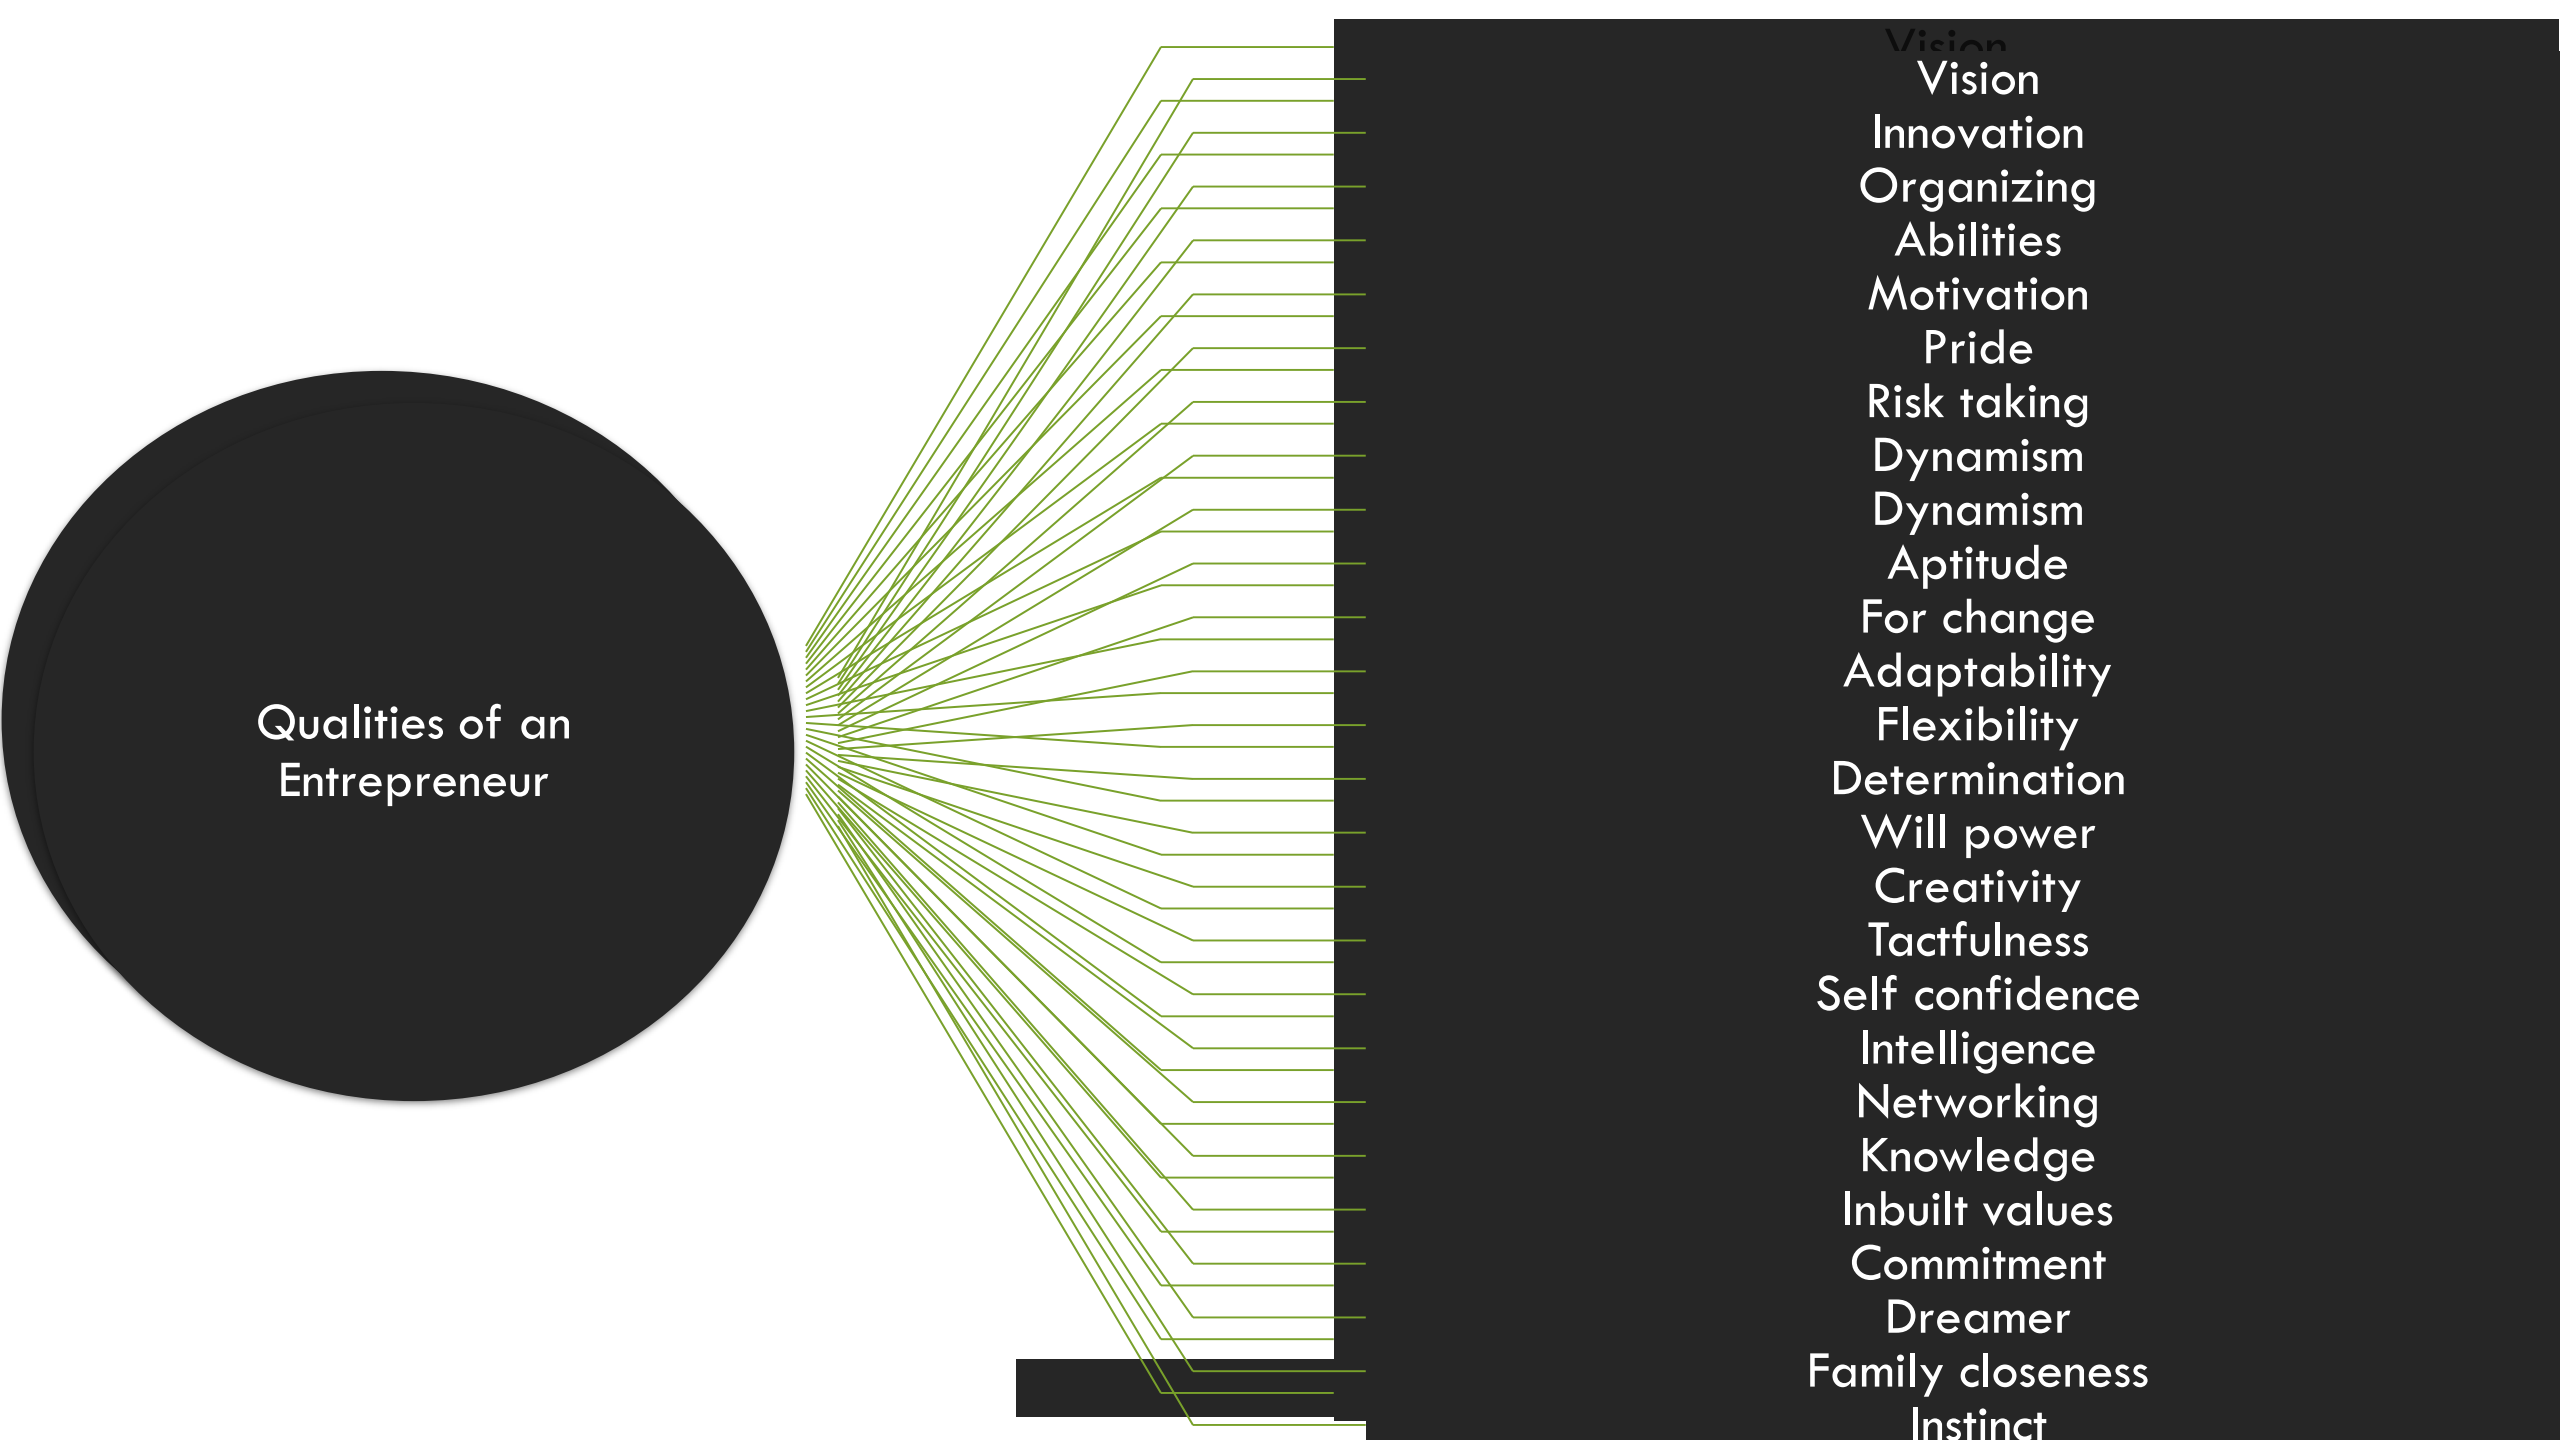 Vision
Vision
Innovation
Organizing
Abilities
Motivation
Pride
Risk taking
Dynamism
Dynamism
Aptitude
For change
Adaptability
Flexibility
Determination
Will power
Creativity
Tactfulness
Self confidence
Intelligence
Networking
Knowledge
Inbuilt values
Commitment
Dreamer
Family closeness
Instinct
Qualities of an
Entrepreneur